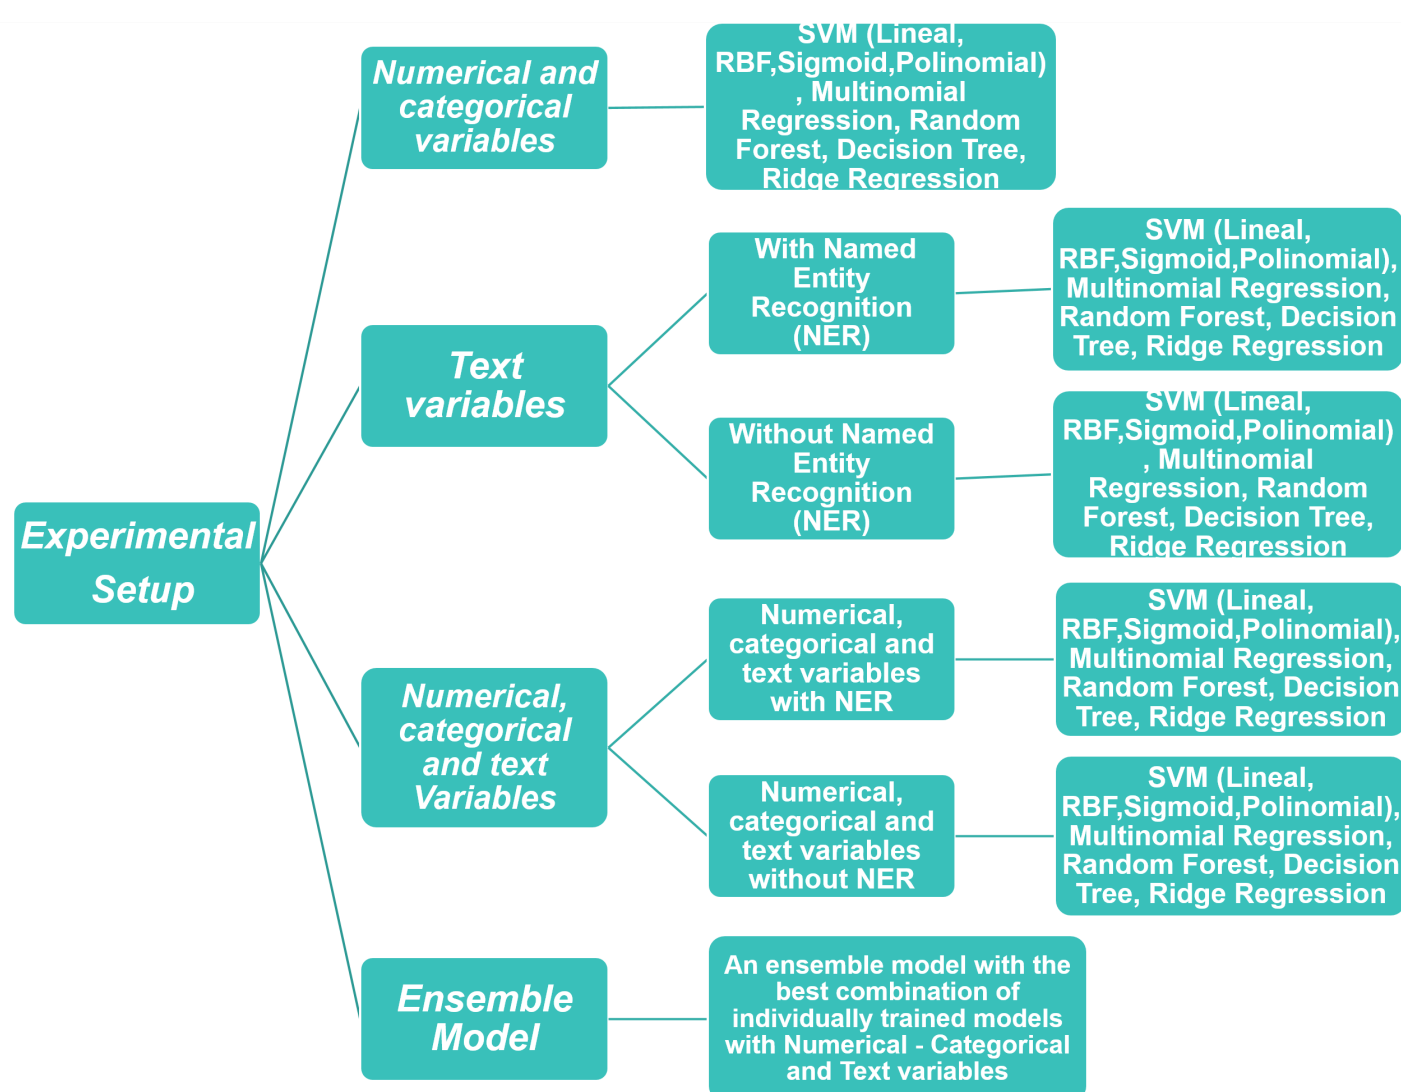 Experimental
Setup
Numerical and
categorical
variables
SVM (Lineal,
RBF,Sigmoid,Polinomial)
, Multinomial
Regression, Random
Forest, Decision Tree,
Ridge Regression
Text
variables
With Named
Entity
Recognition
(NER)
SVM (Lineal,
RBF,Sigmoid,Polinomial),
Multinomial Regression,
Random Forest, Decision
Tree, Ridge Regression
Without Named
Entity
Recognition
(NER)
SVM (Lineal,
RBF,Sigmoid,Polinomial)
, Multinomial
Regression, Random
Forest, Decision Tree,
Ridge Regression
Numerical,
categorical
and text
Variables
Numerical,
categorical and
text variables
with NER
SVM (Lineal,
RBF,Sigmoid,Polinomial),
Multinomial Regression,
Random Forest, Decision
Tree, Ridge Regression
Numerical,
categorical and
text variables
without NER
SVM (Lineal,
RBF,Sigmoid,Polinomial),
Multinomial Regression,
Random Forest, Decision
Tree, Ridge Regression
Ensemble
Model
An ensemble model with the
best combination of
individually trained models
with Numerical - Categorical
and Text variables